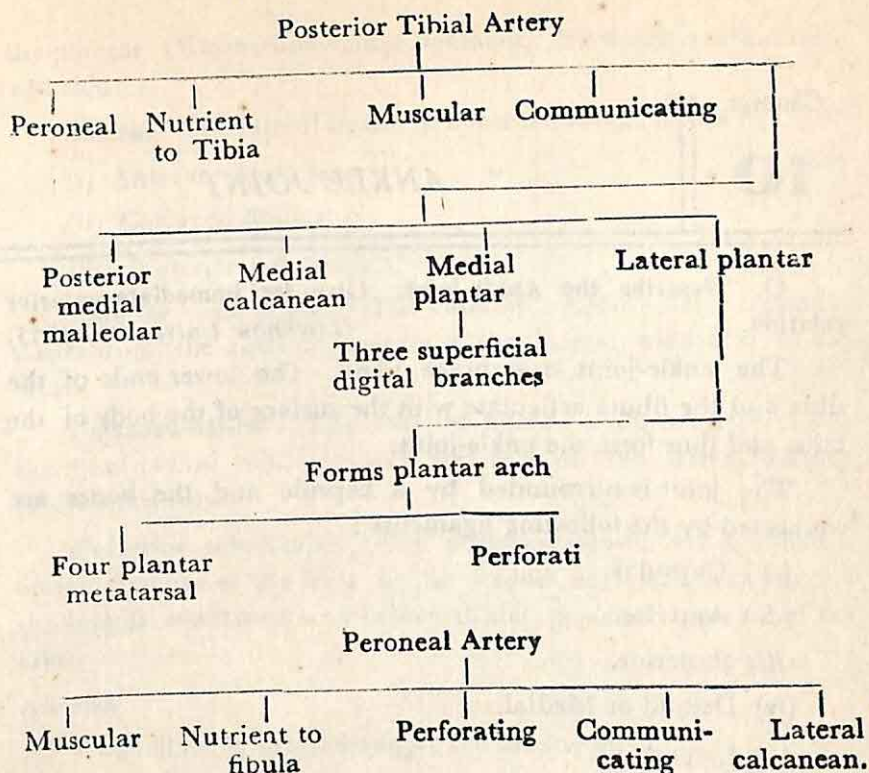 Posterior Tibial Artery
Peroneal Nutrient Muscular Communicating
to Tibia
Posterior Medial Medial Lateral plantar
medial calcanean plantar
malleolar
Three superficial
digital branches
Forms plantar arch
Four plantar Perforati
metatarsal
Peroneal Artery
Muscular Nutrient to Perforating Communi- Lateral
fibula cating calcanean.